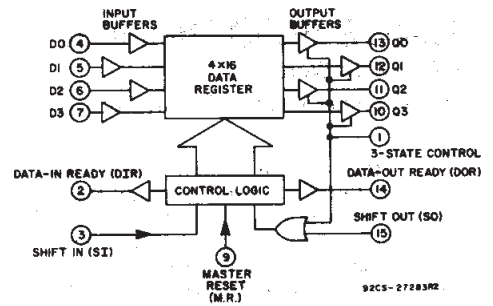 INPUT BUFFERS
OUTPUT BUFFERS
D0 4
13 Q0
D1 5
4×16 DATA REGISTER
12 Q1
D2 6
11 Q2
D3 7
10 Q3
1
3-STATE CONTROL
DATA-IN READY (DIR)
DATA-OUT READY (DOR)
2
CONTROL LOGIC
14
SHIFT OUT (SO)
3
15
SHIFT IN (SI)
9
MASTER RESET (M.R.)
92CS-27283R2